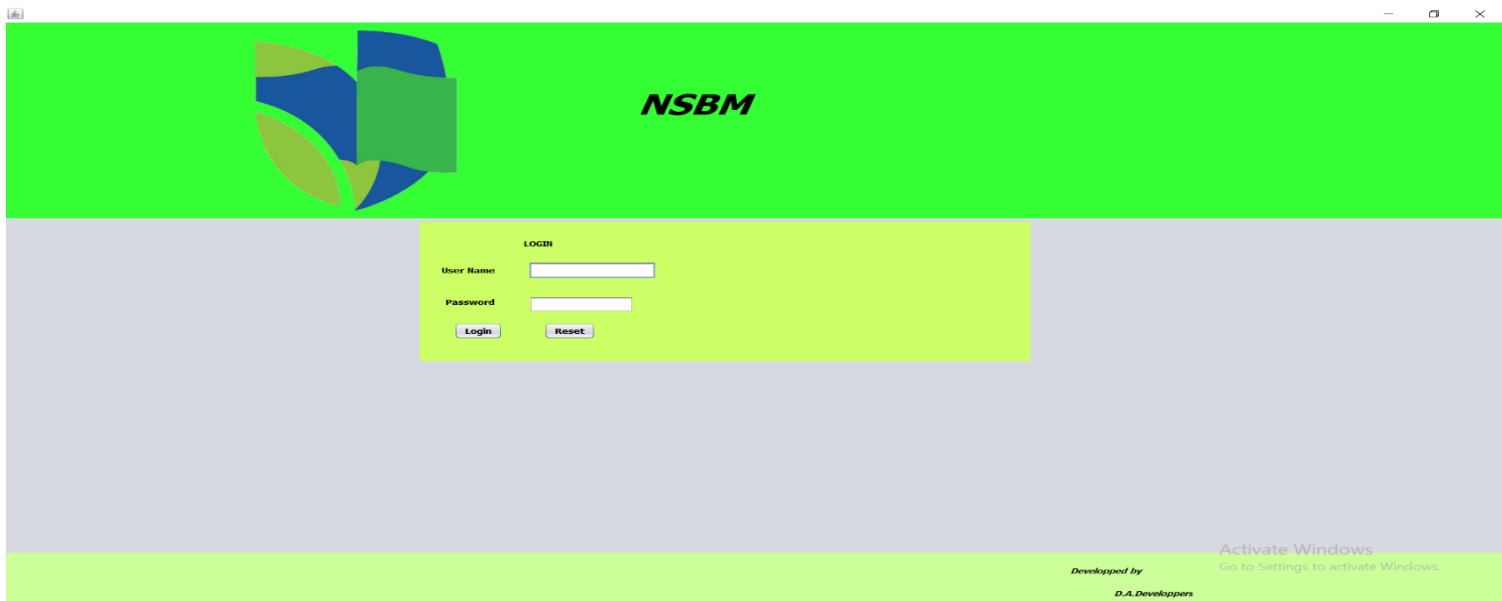 NSBM
LOGIN
User Name
Password
Login Reset
Activate Windows
Go to Settings to activate Windows.
Developped by
D.A.Developpers